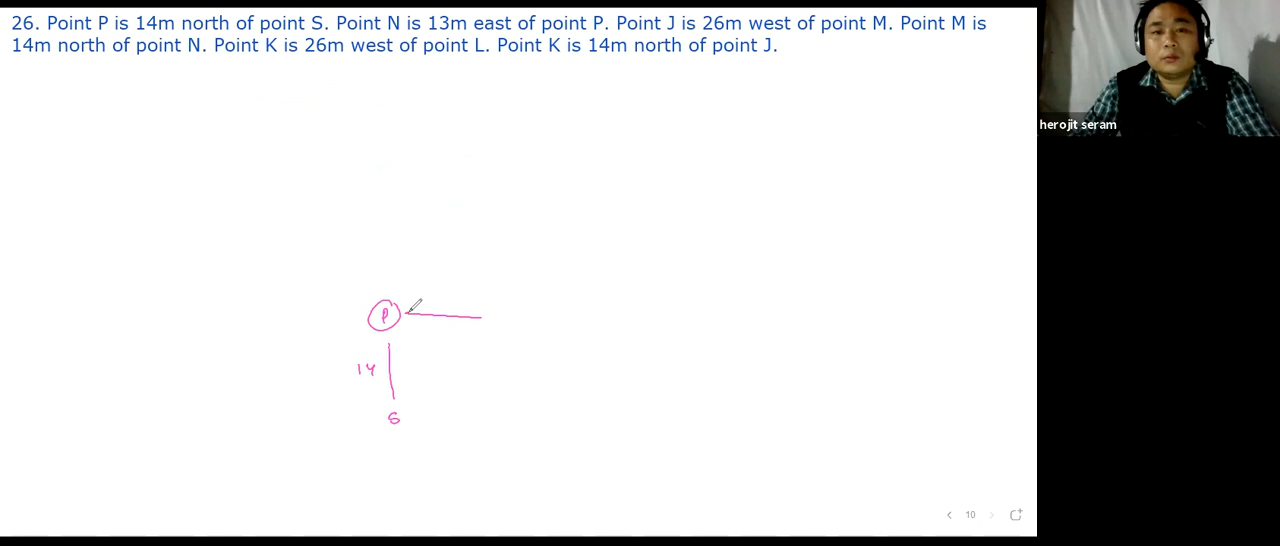 26. Point P is 14m north of point S. Point N is 13m east of point P. Point J is 26m west of point M. Point M is
14m north of point N. Point K is 26m west of point L. Point K is 14m north of point J.
herojit seram
P
14
S
10